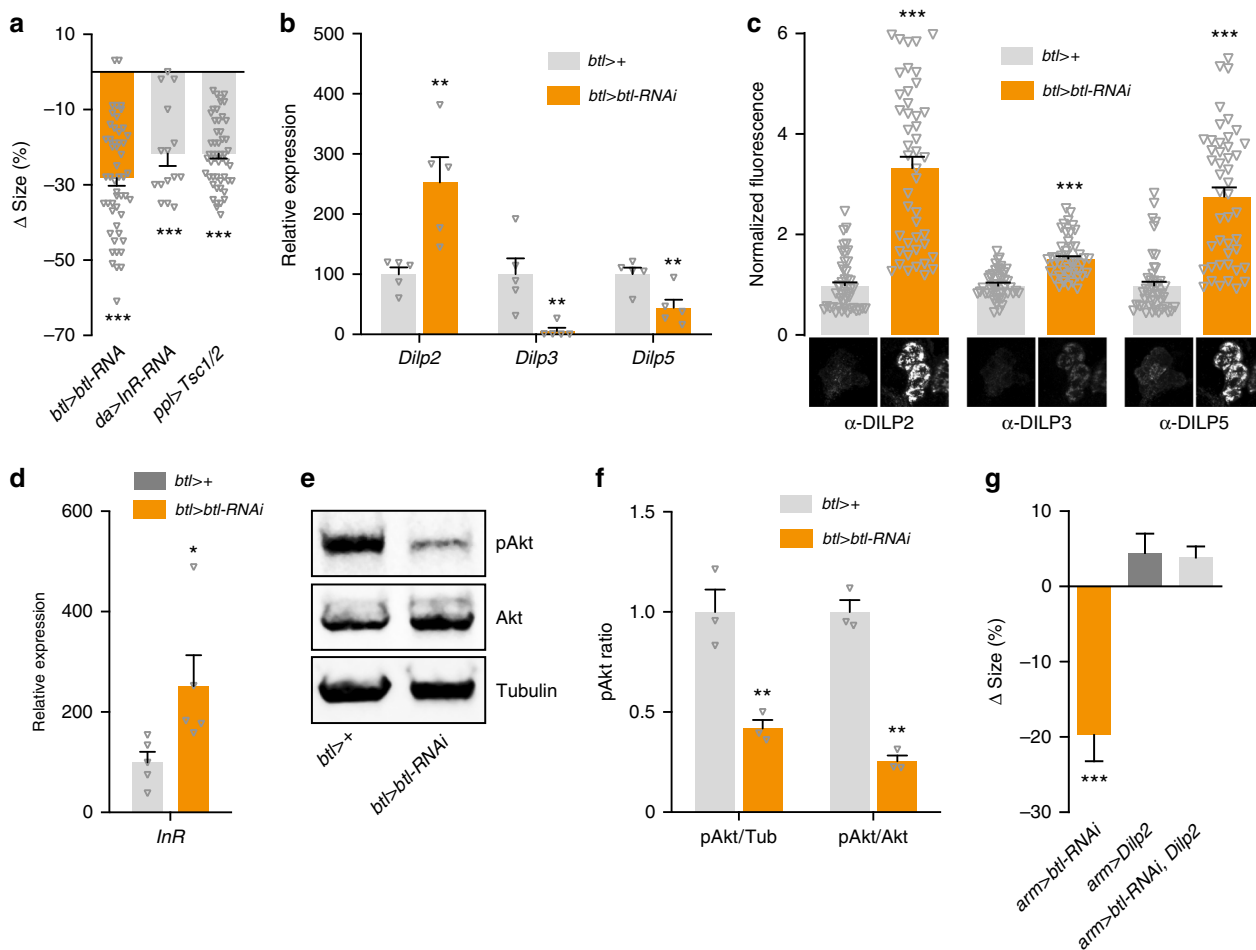 a
10
–10
–30
–50
–70
Δ Size (%)
***
***
***
btl>btl-RNA
da>InR-RNA
ppl>Tsc1/2
b
500
400
300
200
100
0
Relative expression
btl>+
btl>btl-RNAi
**
**
**
Dilp2
Dilp3
Dilp5
c
6
4
2
0
Normalized fluorescence
btl>+
btl>btl-RNAi
***
***
***
α-DILP2
α-DILP3
α-DILP5
d
btl>+
btl>btl-RNAi
600
400
200
0
Relative expression
*
InR
e
pAkt
Akt
Tubulin
btl>+
btl>btl-RNAi
f
btl>+
btl>btl-RNAi
1.5
1.0
0.5
0
pAkt ratio
**
**
pAkt/Tub
pAkt/Akt
g
10
0
–10
–20
–30
Δ Size (%)
***
arm>btl-RNAi
arm>Dilp2
arm>btl-RNAi, Dilp2